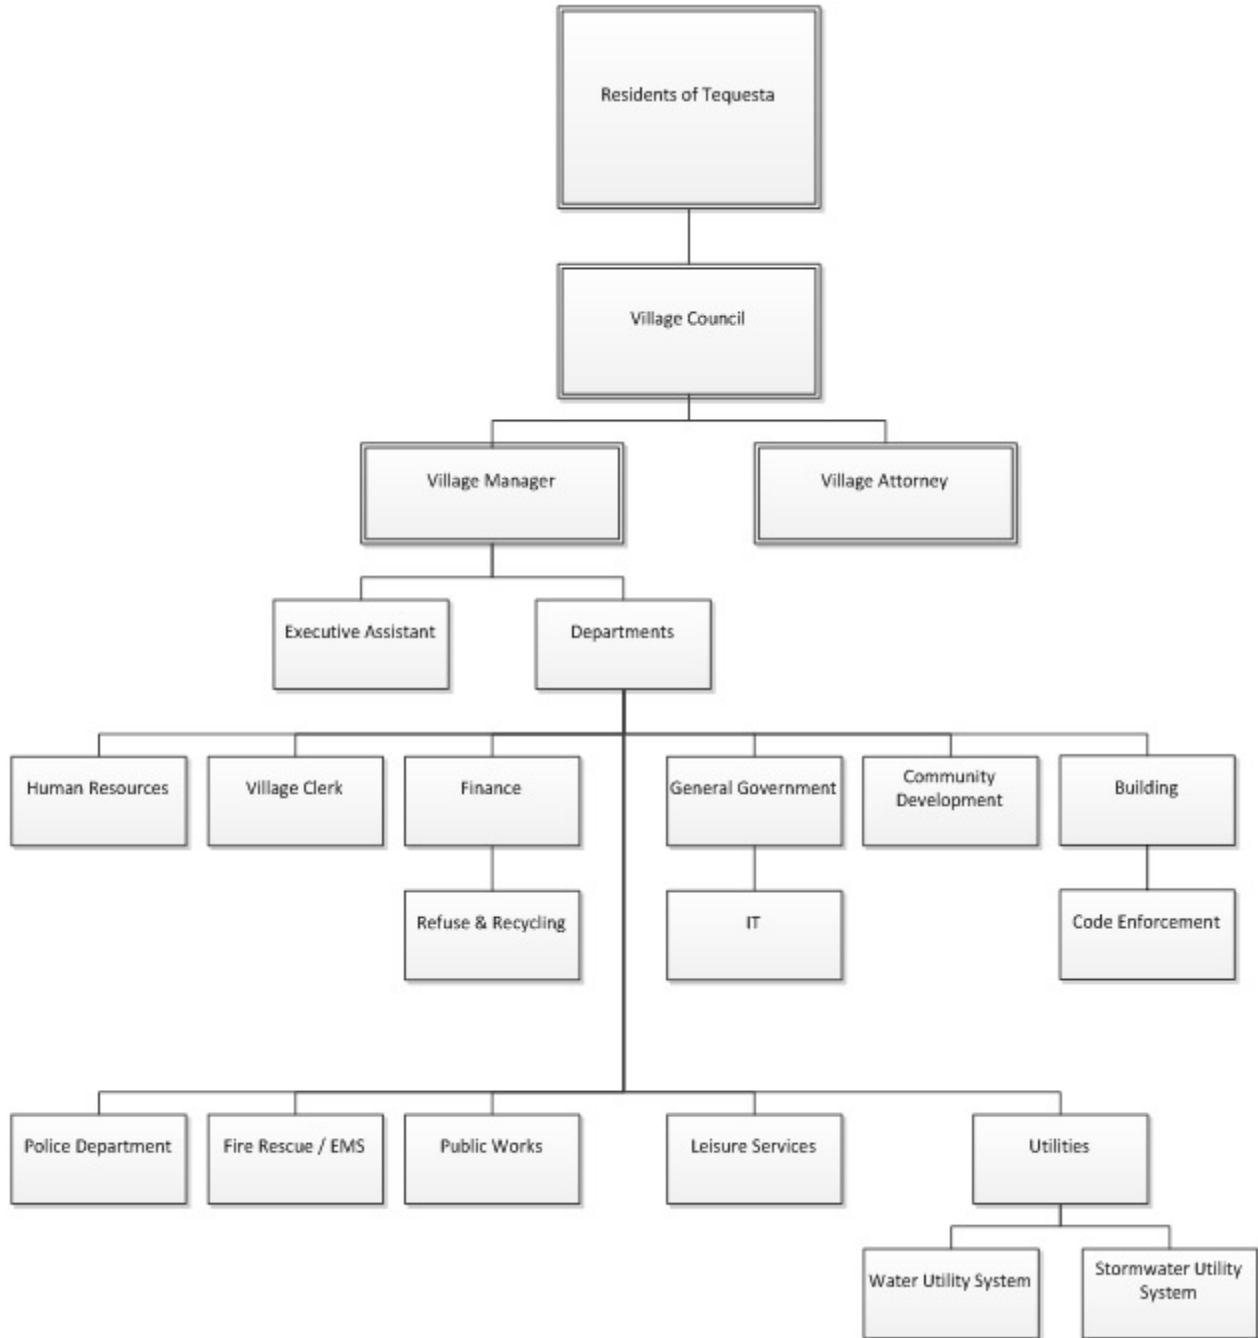 Residents of Tequesta
Village Council
Village Manager
Village Attorney
Executive Assistant
Departments
Human Resources
Village Clerk
Finance
General Government
Community
Development
Building
Refuse & Recycling
IT
Code Enforcement
Police Department
Fire Rescue / EMS
Public Works
Leisure Services
Utilities
Water Utility System
Stormwater Utility
System